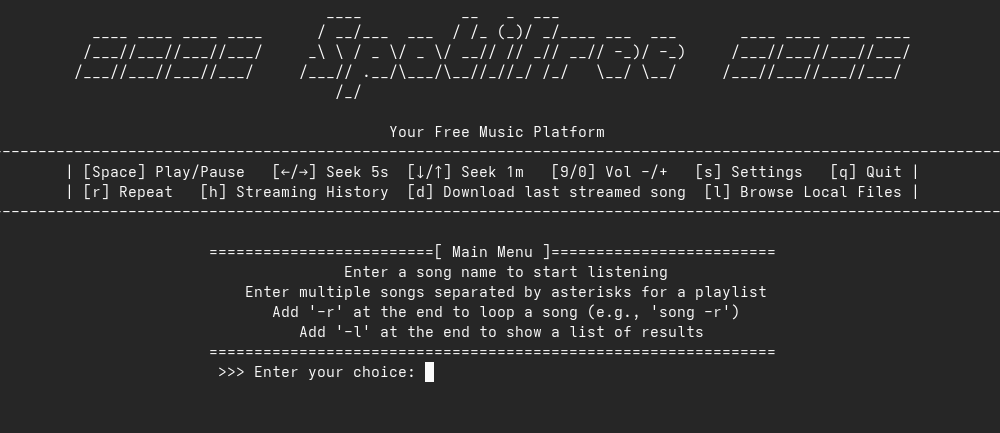 Spotifree
Your Free Music Platform
| [Space] Play/Pause [←/→] Seek 5s [↓/↑] Seek 1m [9/0] Vol -/+ [s] Settings [q] Quit |
| [r] Repeat [h] Streaming History [d] Download last streamed song [l] Browse Local Files |
=========================[ Main Menu ]=========================
Enter a song name to start listening
Enter multiple songs separated by asterisks for a playlist
Add '-r' at the end to loop a song (e.g., 'song -r')
Add '-l' at the end to show a list of results
===============================================================
>>> Enter your choice: